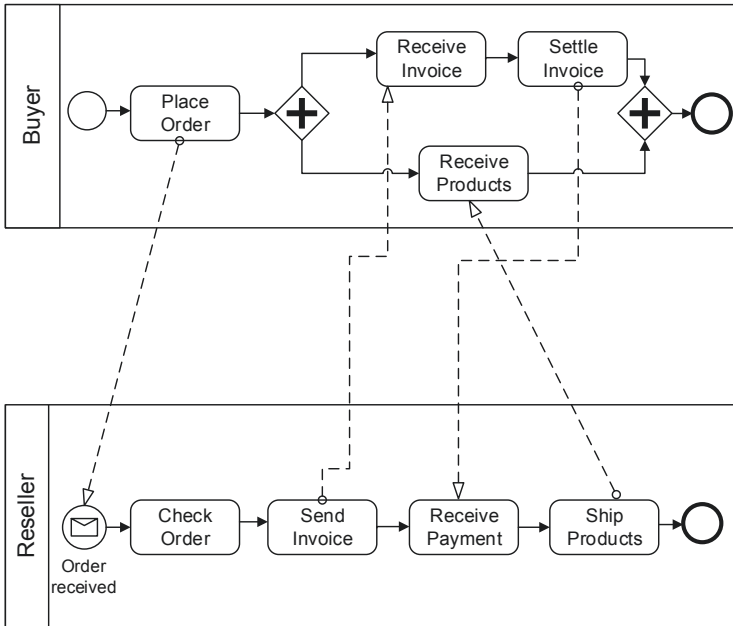 Buyer
Place
Order
Receive
Invoice
Settle
Invoice
Receive
Products
Reseller
Order
received
Check
Order
Send
Invoice
Receive
Payment
Ship
Products